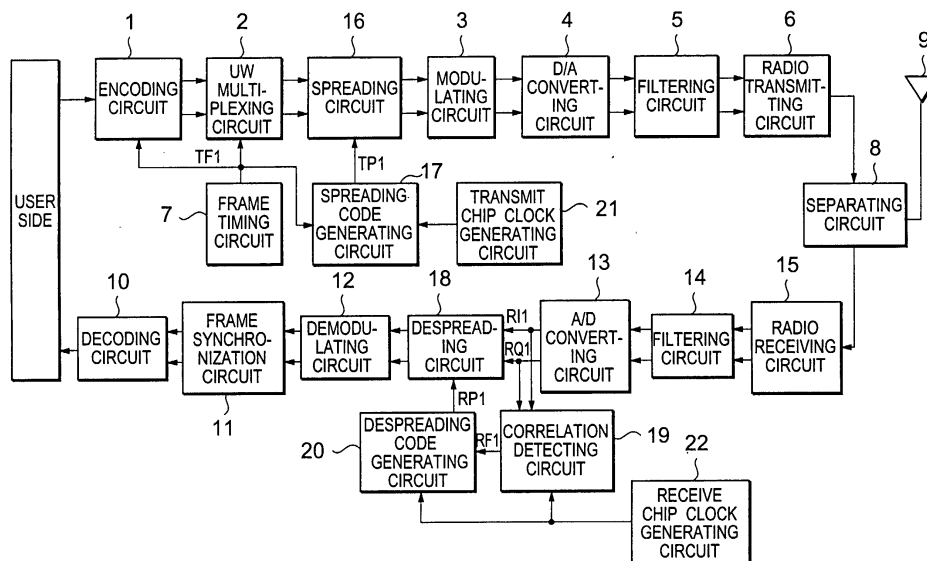 1
2
16
3
4
5
6
9
USER
SIDE
ENCODING
CIRCUIT
UW
MULTI-
PLEXING
CIRCUIT
SPREADING
CIRCUIT
MODU-
LATING
CIRCUIT
D/A
CONVERT-
ING
CIRCUIT
FILTERING
CIRCUIT
RADIO
TRANSMIT-
TING
CIRCUIT
TF1
TP1
17
8
7
FRAME
TIMING
CIRCUIT
SPREADING
CODE
GENERATING
CIRCUIT
TRANSMIT
CHIP CLOCK
GENERATING
CIRCUIT
21
SEPARATING
CIRCUIT
10
12
18
13
14
15
DECODING
CIRCUIT
FRAME
SYNCHRO-
NIZATION
CIRCUIT
11
DEMODU-
LATING
CIRCUIT
DESPREAD-
ING
CIRCUIT
RI1
RQ1
A/D
CONVERT-
ING
CIRCUIT
FILTERING
CIRCUIT
RADIO
RECEIVING
CIRCUIT
RP1
20
DESPREADING
CODE
GENERATING
CIRCUIT
RF1
CORRELATION
DETECTING
CIRCUIT
19
22
RECEIVE
CHIP CLOCK
GENERATING
CIRCUIT